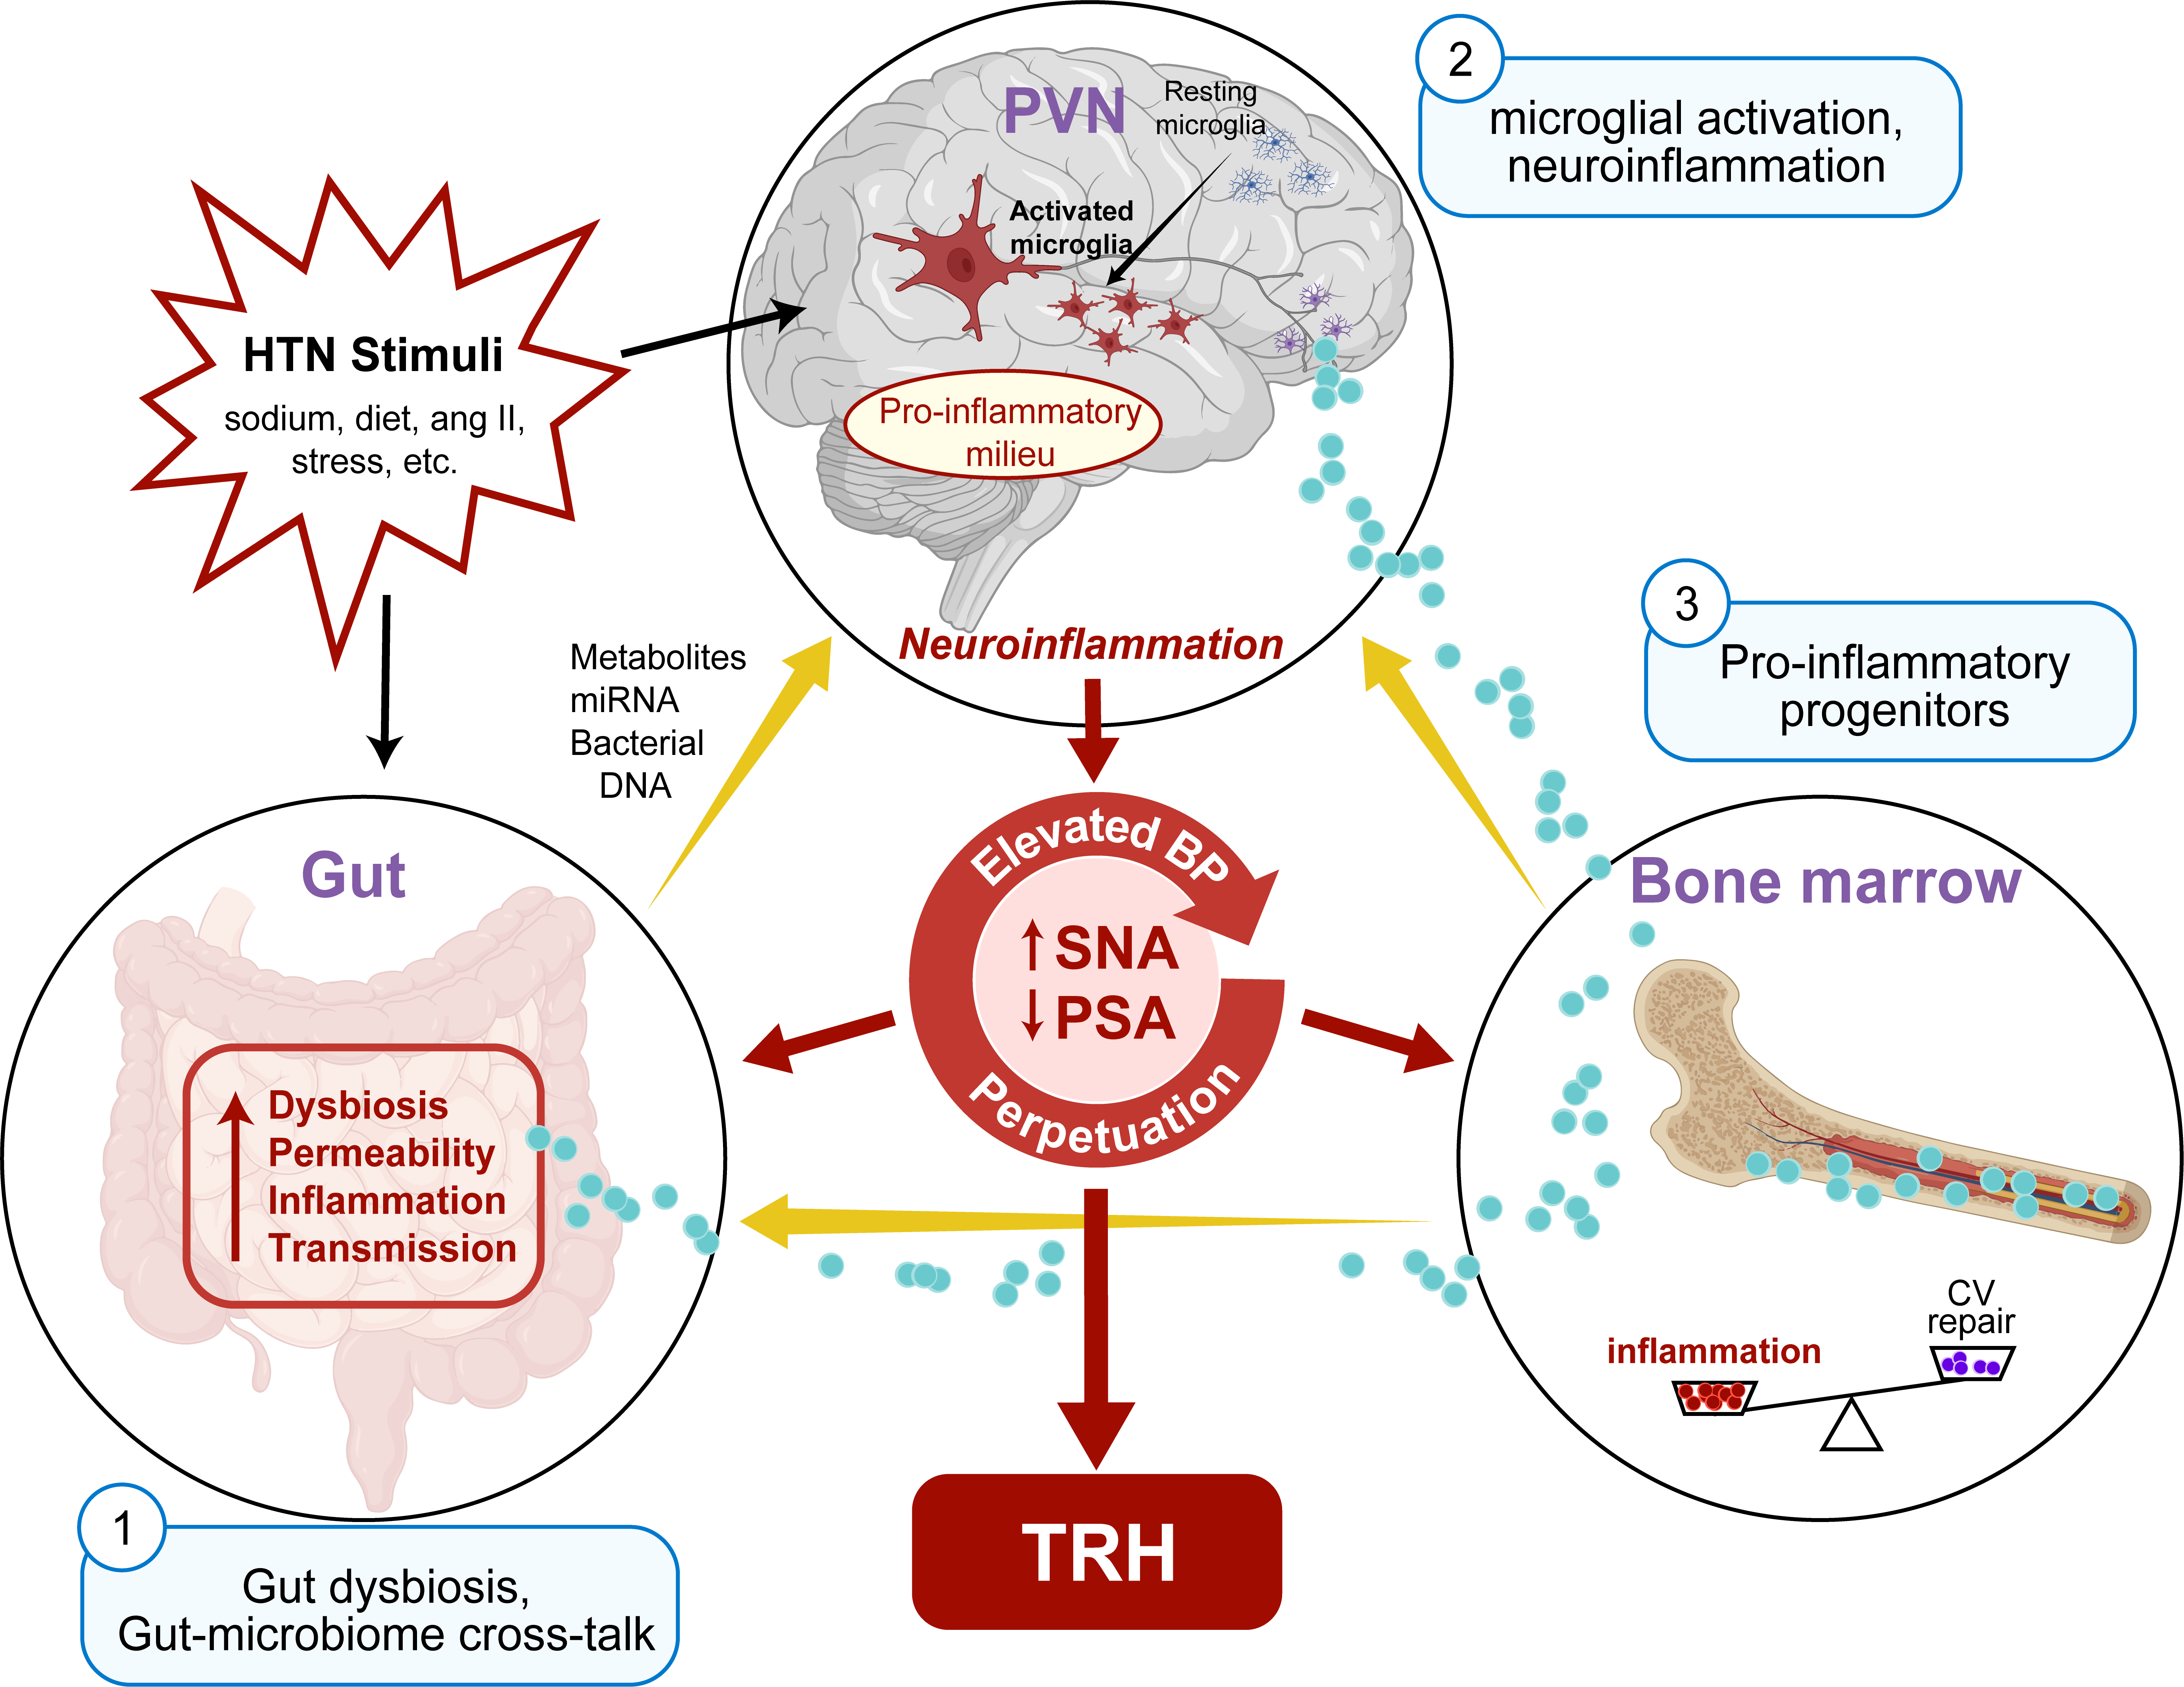 2
microglial activation,
neuroinflammation
PVN
Resting
microglia
Activated
microglia
Pro-inflammatory
milieu
Neuroinflammation
HTN Stimuli
sodium, diet, ang II,
stress, etc.
Metabolites
miRNA
Bacterial
DNA
3
Pro-inflammatory
progenitors
Gut
Dysbiosis
Permeability
Inflammation
Transmission
Elevated BP
↑ SNA
↓ PSA
Perpetuation
Bone marrow
CV
repair
inflammation
TRH
1
Gut dysbiosis,
Gut-microbiome cross-talk